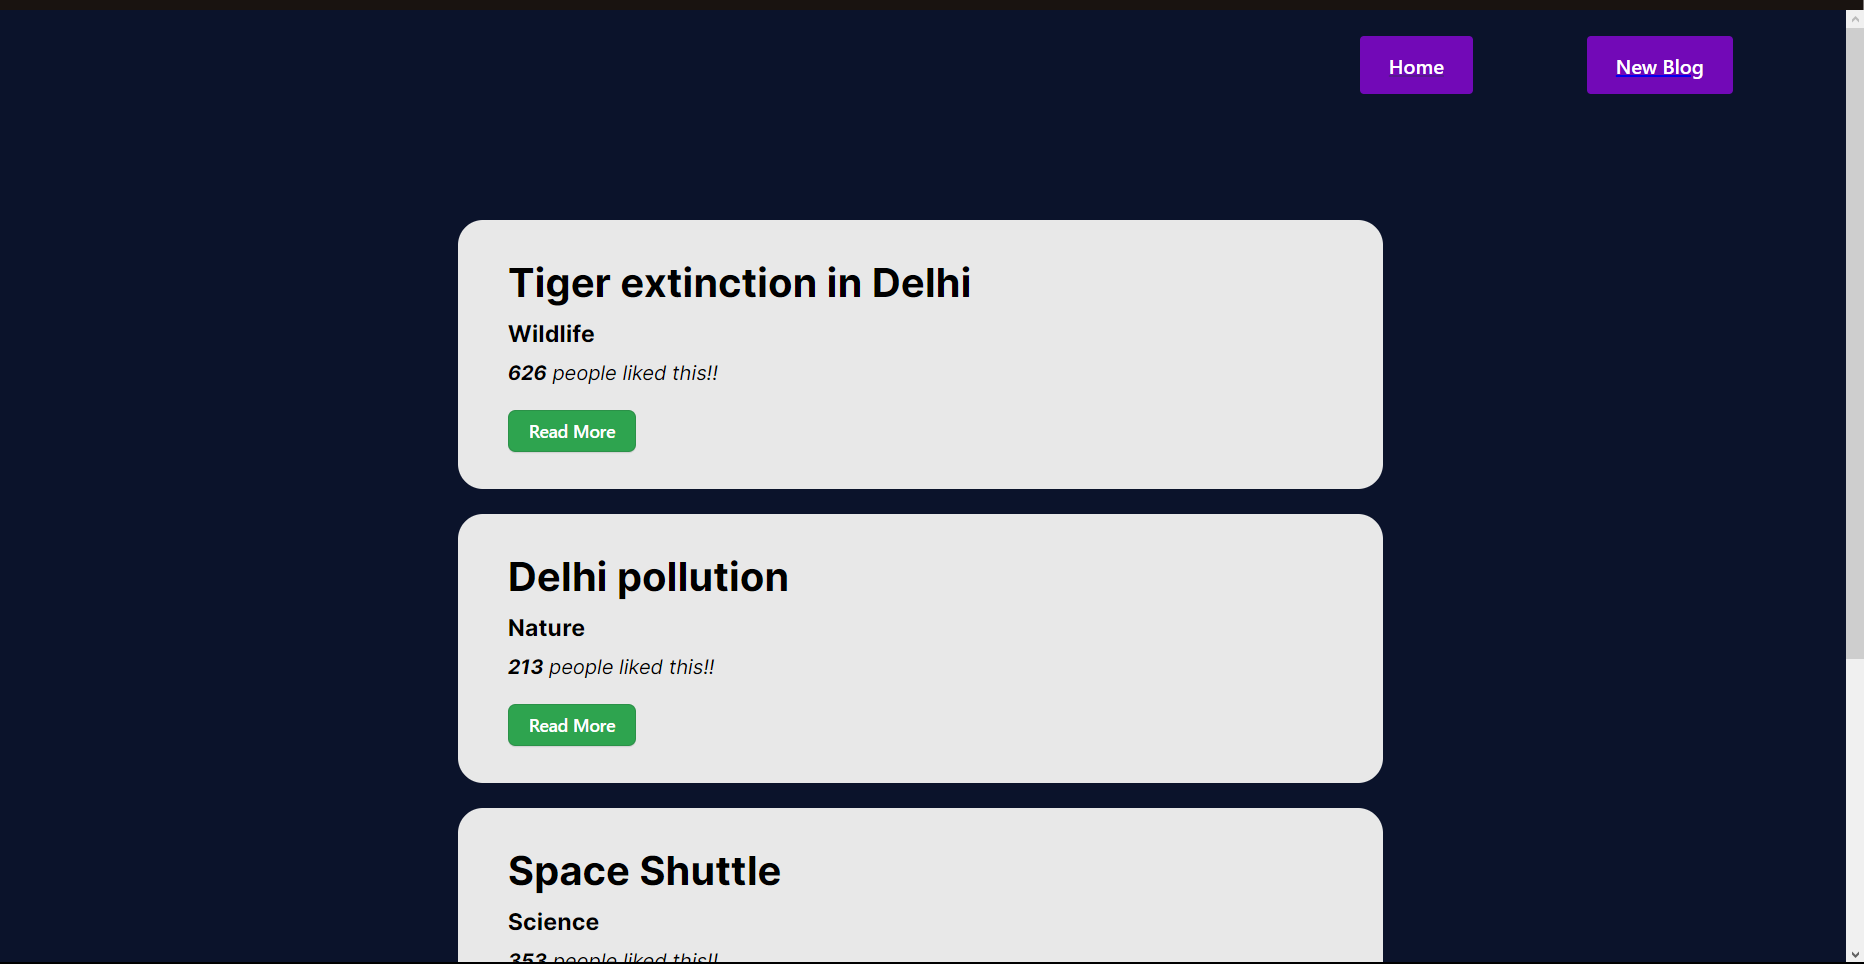 Home New Blog
Tiger extinction in Delhi
Wildlife
626 people liked this!!
Read More
Delhi pollution
Nature
213 people liked this!!
Read More
Space Shuttle
Science
353 people liked this!!